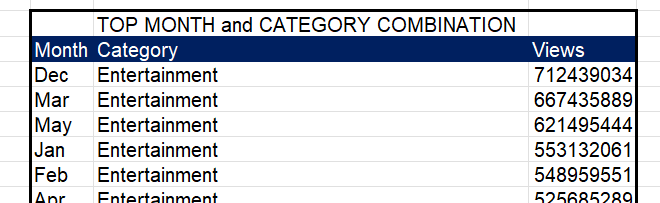 TOP MONTH and CATEGORY COMBINATION
Month Category Views
Dec Entertainment 712439034
Mar Entertainment 667435889
May Entertainment 621495444
Jan Entertainment 553132061
Feb Entertainment 548959551
Apr Entertainment 525685289